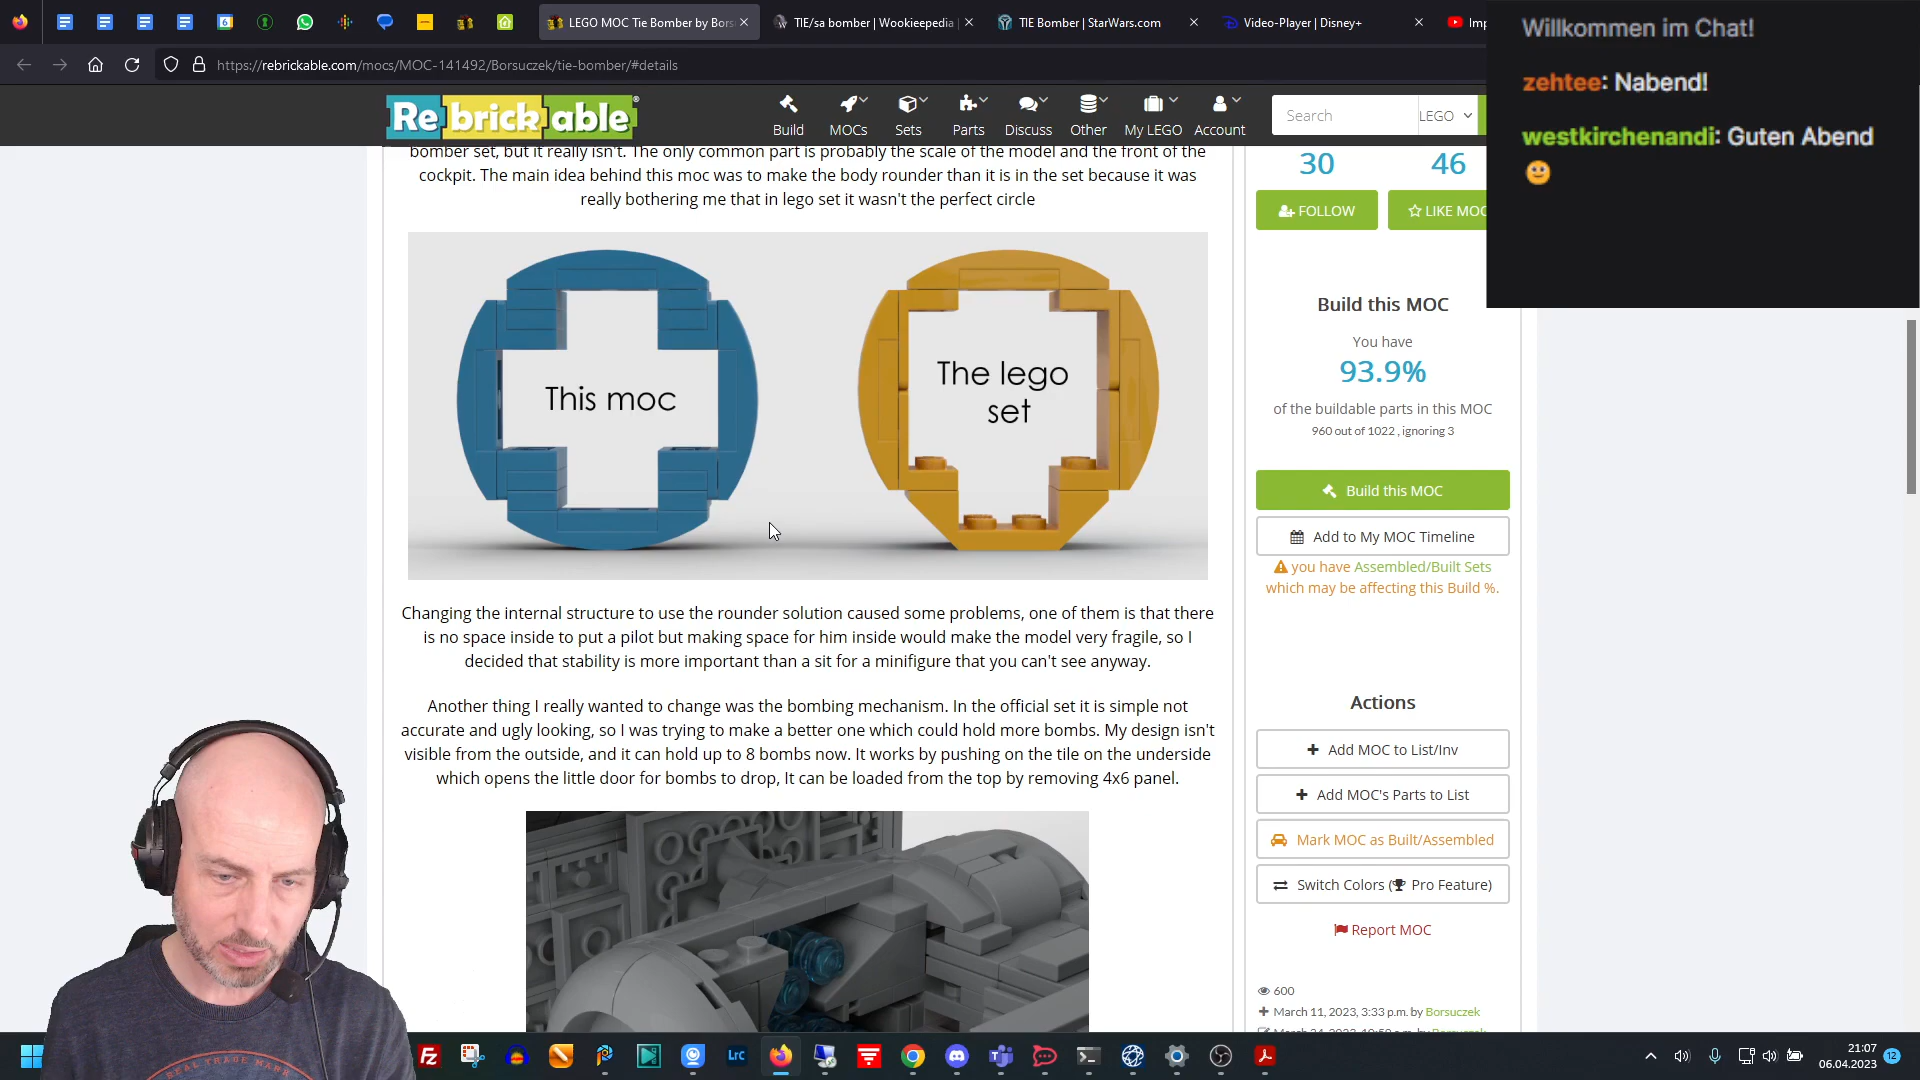 LEGO MOC Tie Bomber by Bors
TIE/sa bomber | Wookieepedia
TIE Bomber | StarWars.com
Video-Player | Disney+
Imp
https://rebrickable.com/mocs/MOC-141492/Borsuczek/tie-bomber/#details
Willkommen im Chat!
zehtee: Nabend!
westkirchenandi: Guten Abend
Rebrickable
Build
MOCs
Sets
Parts
Discuss
Other
My LEGO
Account
Search
LEGO
bomber set, but it really isn't. The only common part is probably the scale of the model and the front of the
cockpit. The main idea behind this moc was to make the body rounder than it is in the set because it was
really bothering me that in lego set it wasn't the perfect circle
This moc
The lego
set
Changing the internal structure to use the rounder solution caused some problems, one of them is that there
is no space inside to put a pilot but making space for him inside would make the model very fragile, so I
decided that stability is more important than a sit for a minifigure that you can't see anyway.
Another thing I really wanted to change was the bombing mechanism. In the official set it is simple not
accurate and ugly looking, so I was trying to make a better one which could hold more bombs. My design isn't
visible from the outside, and it can hold up to 8 bombs now. It works by pushing on the tile on the underside
which opens the little door for bombs to drop, It can be loaded from the top by removing 4x6 panel.
30
46
FOLLOW
LIKE MOC
Build this MOC
You have
93.9%
of the buildable parts in this MOC
960 out of 1022 , ignoring 3
Build this MOC
Add to My MOC Timeline
you have Assembled/Built Sets
which may be affecting this Build %.
Actions
Add MOC to List/Inv
Add MOC's Parts to List
Mark MOC as Built/Assembled
Switch Colors ( Pro Feature)
Report MOC
600
March 11, 2023, 3:33 p.m. by Borsuczek
TRADE MARK
Lrc
21:07
06.04.2023
12